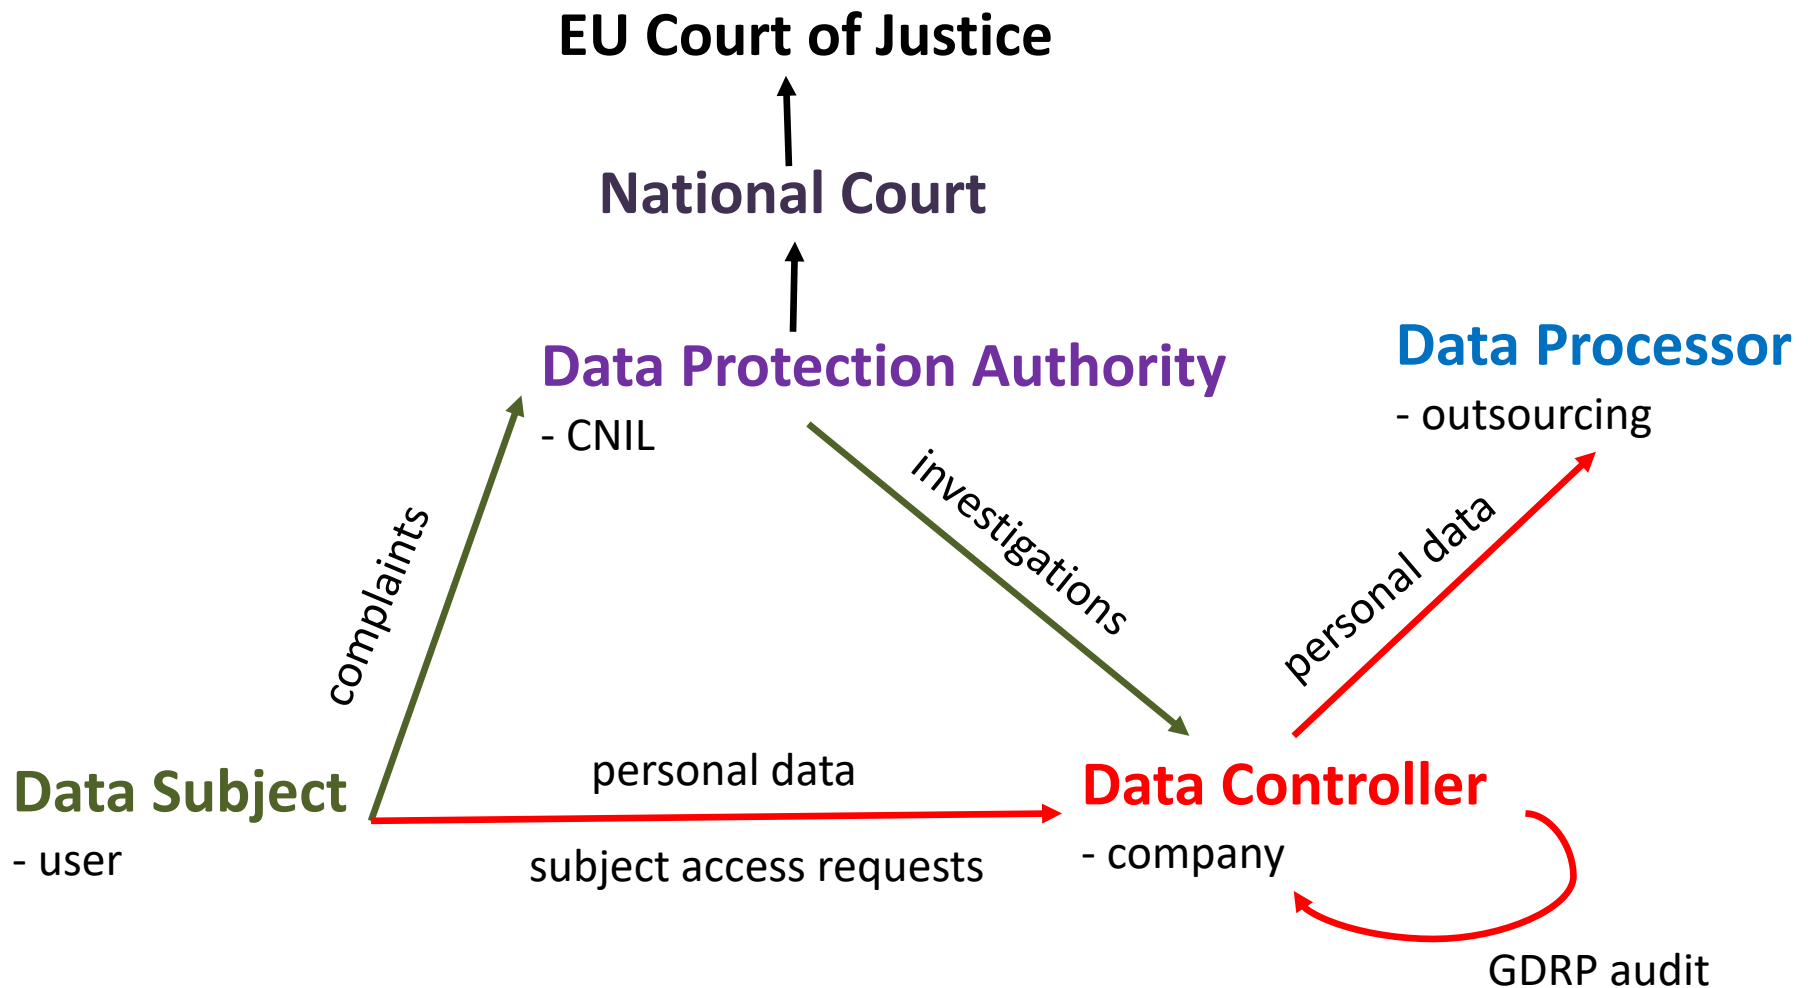 EU Court of Justice
National Court
Data Protection Authority
- CNIL
Data Processor
- outsourcing
complaints
investigations
personal data
Data Subject
- user
personal data
subject access requests
Data Controller
- company
GDRP audit